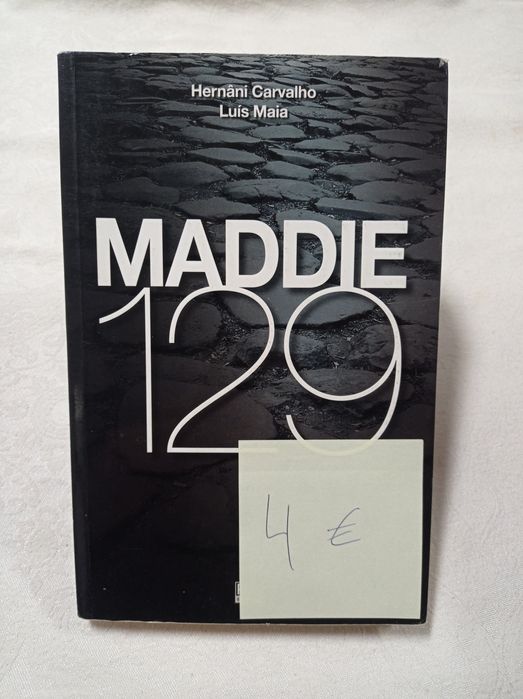 Hernâni Carvalho
Luís Maia
MADDIE
129
4 €